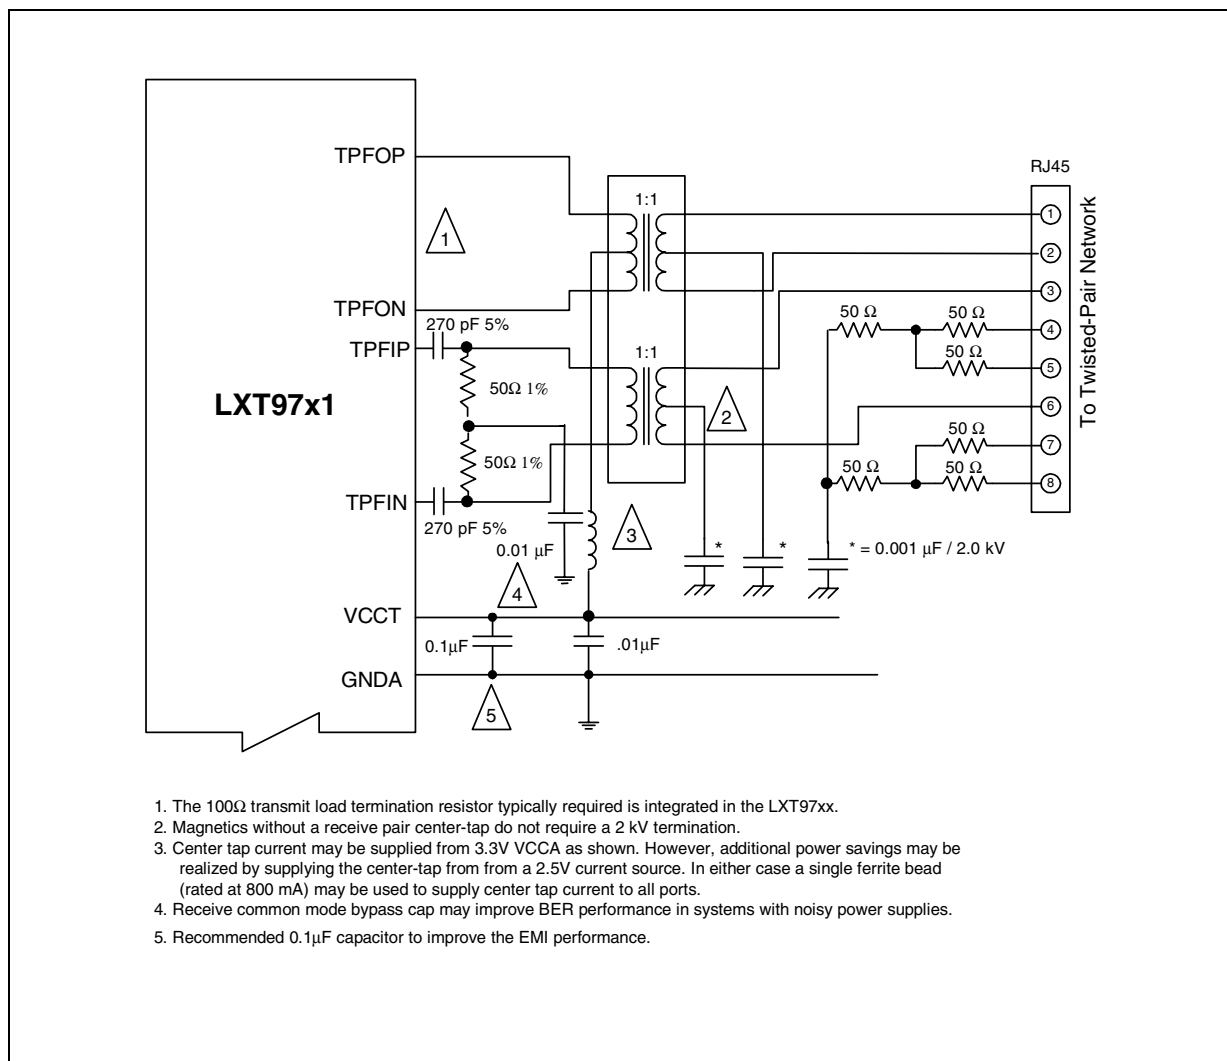 RJ45
TPFOP
1:1
1
1
To Twisted-Pair Network
2
3
TPFON
50 Ω
50 Ω
4
270 pF 5%
TPFIP
1:1
50 Ω
5
50Ω 1%
2
6
LXT97x1
50 Ω
7
50Ω 1%
50 Ω
50 Ω
8
TPFIN
270 pF 5%
3
0.01 µF
*
*
* = 0.001 µF / 2.0 kV
4
VCCT
0.1µF
.01µF
GNDA
5
1. The 100Ω transmit load termination resistor typically required is integrated in the LXT97xx.
2. Magnetics without a receive pair center-tap do not require a 2 kV termination.
3. Center tap current may be supplied from 3.3V VCCA as shown. However, additional power savings may be
realized by supplying the center-tap from from a 2.5V current source. In either case a single ferrite bead
(rated at 800 mA) may be used to supply center tap current to all ports.
4. Receive common mode bypass cap may improve BER performance in systems with noisy power supplies.
5. Recommended 0.1µF capacitor to improve the EMI performance.